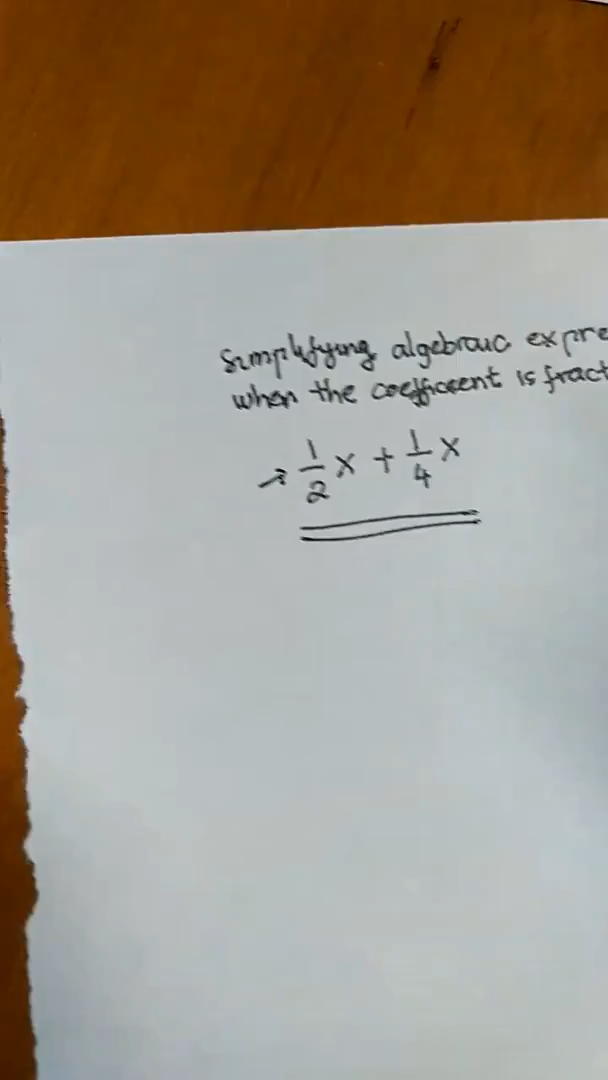 Simplifying algebraic expre
when the coefficient is fract
→ 1/2 x + 1/4 x